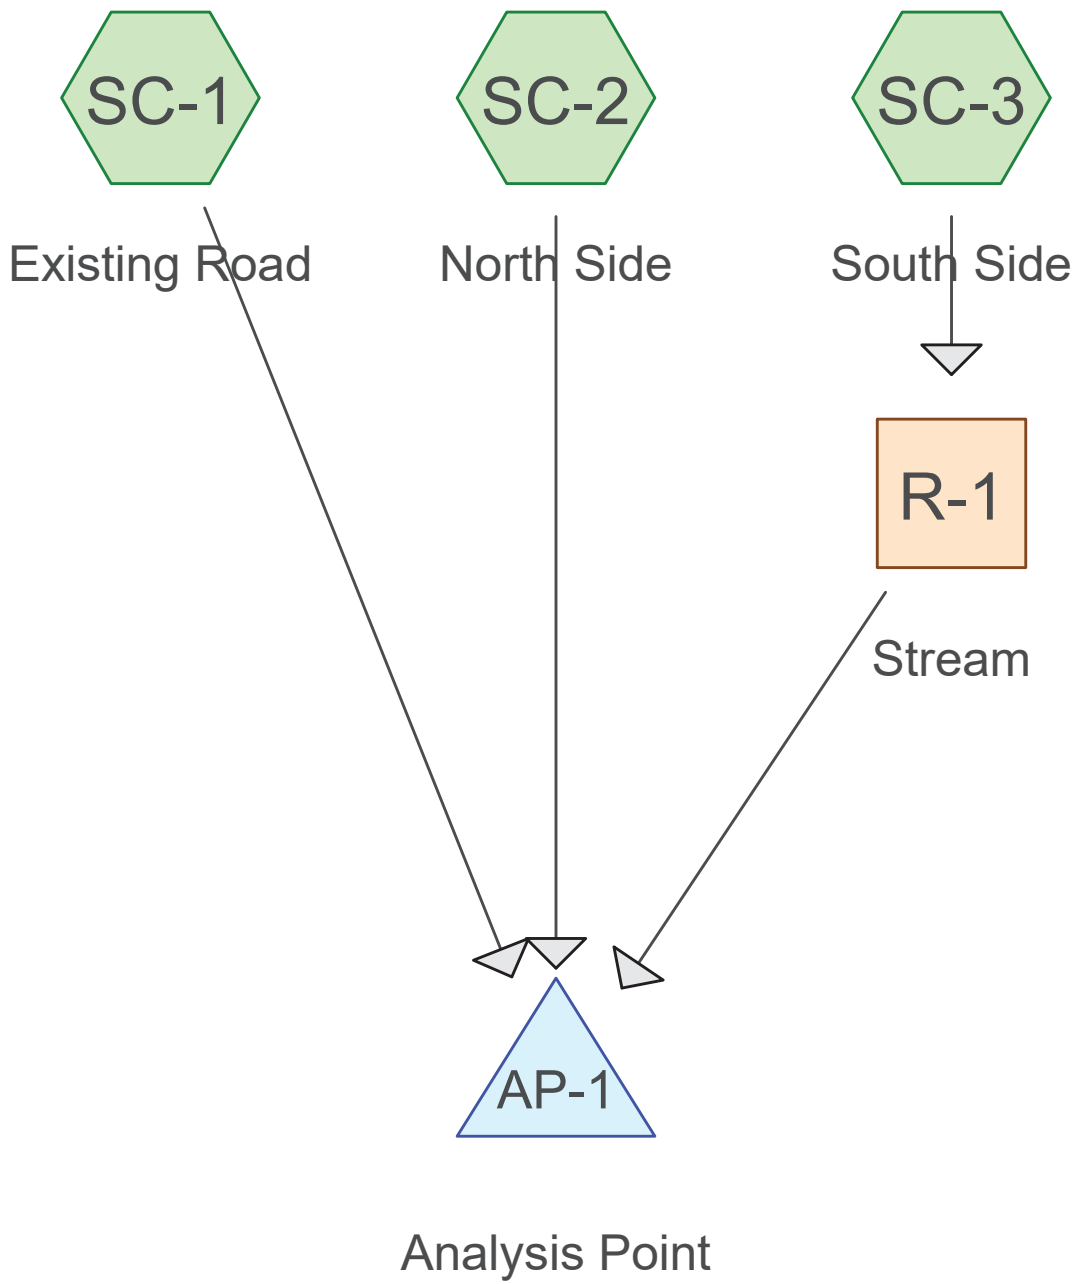 SC-1
SC-2
SC-3
Existing Road
North Side
South Side
R-1
Stream
AP-1
Analysis Point